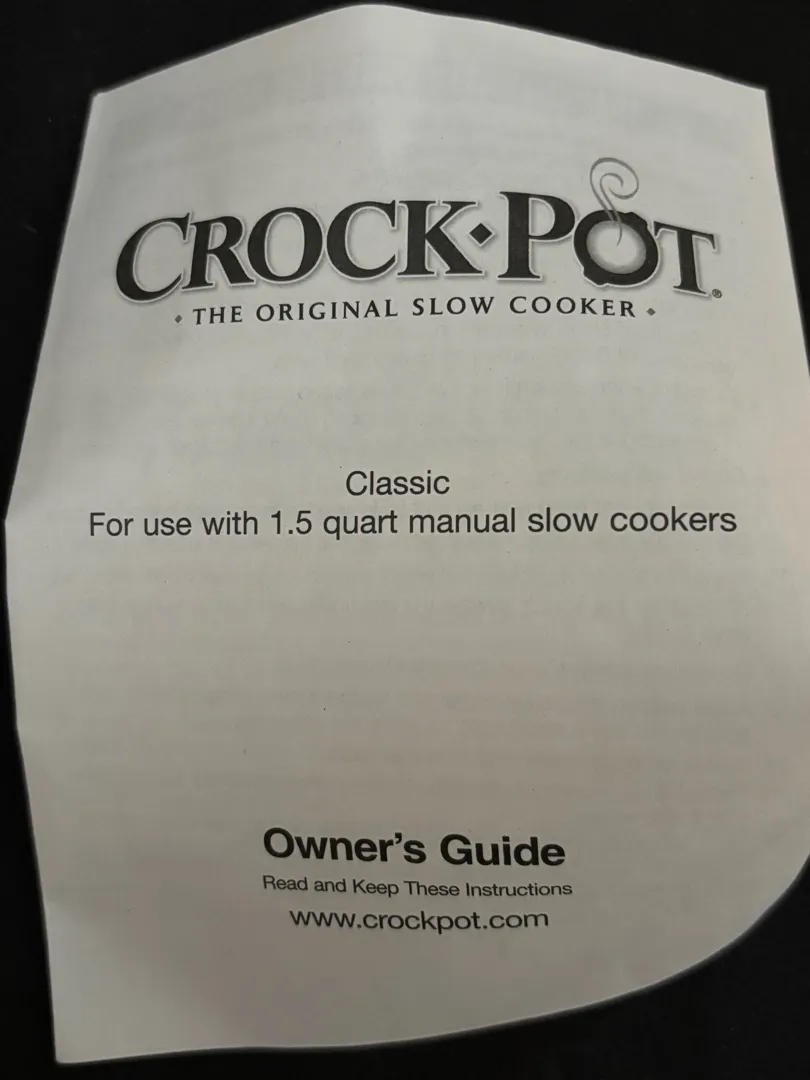 CROCK·POT®
· THE ORIGINAL SLOW COOKER ·
Classic
For use with 1.5 quart manual slow cookers
Owner's Guide
Read and Keep These Instructions
www.crockpot.com